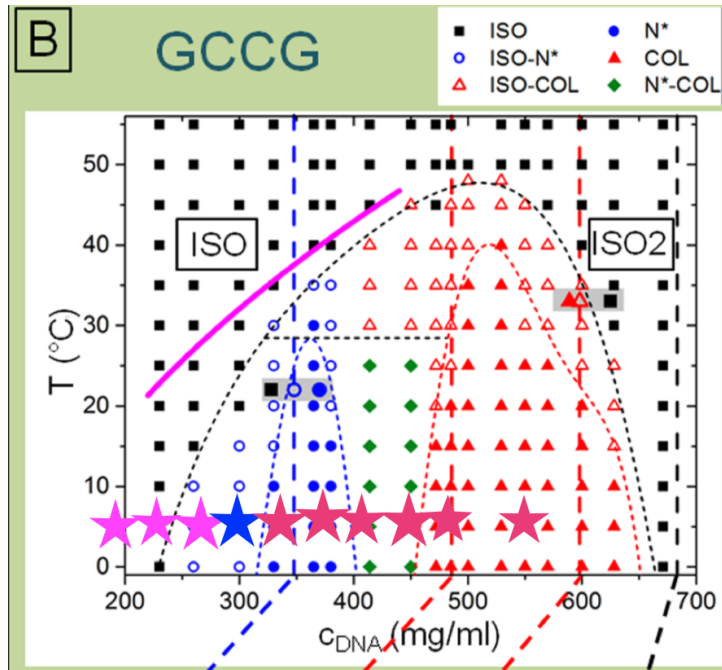 B
GCCG
ISO
N*
ISO-N*
COL
ISO-COL
N*-COL
50
40
30
20
10
0
T (°C)
ISO
ISO2
200
300
400
500
600
700
cDNA (mg/ml)